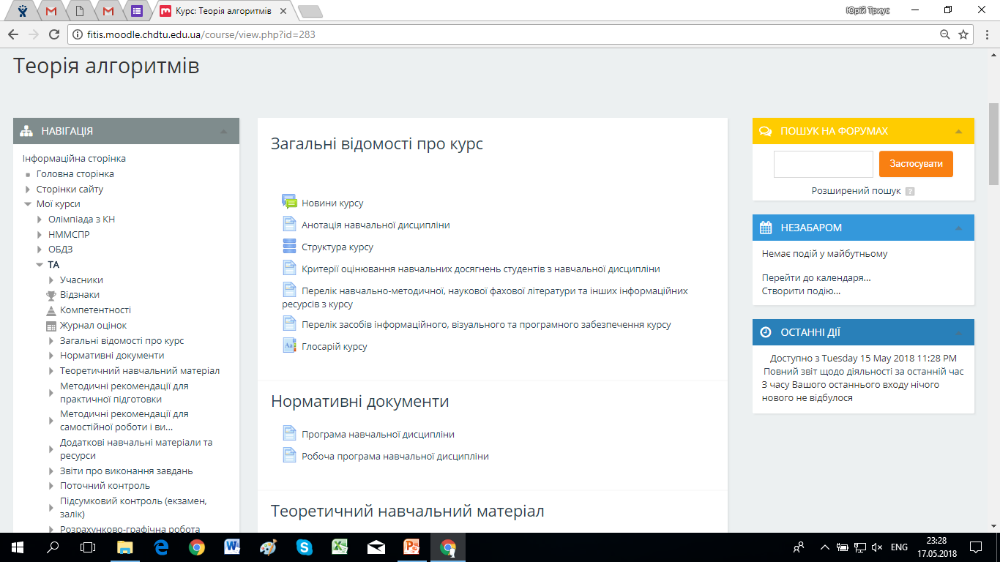 Курс: Теорія алгоритмів
Юрій Триус
fitis.moodle.chdtu.edu.ua/course/view.php?id=283
Теорія алгоритмів
НАВІГАЦІЯ
Інформаційна сторінка
Головна сторінка
Сторінки сайту
Мої курси
Олімпіада з КН
НММСПР
ОБДЗ
ТА
Учасники
Відзнаки
Компетентності
Журнал оцінок
Загальні відомості про курс
Нормативні документи
Теоретичний навчальний матеріал
Методичні рекомендації для
практичної підготовки
Методичні рекомендації для
самостійної роботи і ви...
Додаткові навчальні матеріали та
ресурси
Звіти про виконання завдань
Поточний контроль
Підсумковий контроль (екзамен,
залік)
Розрахунково-графічна робота
Загальні відомості про курс
Новини курсу
Анотація навчальної дисципліни
Структура курсу
Критерії оцінювання навчальних досягнень студентів з навчальної дисципліни
Перелік навчально-методичної, наукової фахової літератури та інших інформаційних
ресурсів з курсу
Перелік засобів інформаційного, візуального та програмного забезпечення курсу
Aa
Глосарій курсу
Нормативні документи
Програма навчальної дисципліни
Робоча програма навчальної дисципліни
Теоретичний навчальний матеріал
ПОШУК НА ФОРУМАХ
Застосувати
Розширений пошук ?
НЕЗАБАРОМ
Немає подій у майбутньому
Перейти до календаря...
Створити подію...
ОСТАННІ ДІЇ
Доступно з Tuesday 15 May 2018 11:28 PM
Повний звіт щодо діяльності за останній час
З часу Вашого останнього входу нічого
нового не відбулося
ENG
23:28
17.05.2018